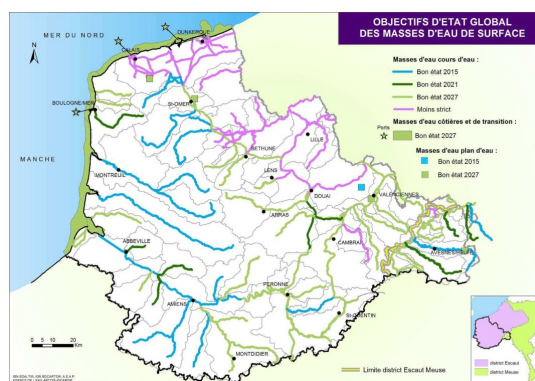 OBJECTIFS D'ETAT GLOBAL
DES MASSES D'EAU DE SURFACE
MER DU NORD
DUNKERQUE
CALAIS
N
Masses d'eau cours d'eau :
Bon état 2015
Bon état 2021
Bon état 2027
Moins strict
Masses d'eau côtières et de transition :
Ports
Bon état 2027
Masses d'eau plan d'eau :
Bon état 2015
Bon état 2027
BOULOGNE/MER
ST-OMER
LILLE
BETHUNE
MANCHE
LENS
MONTREUIL
DOUAI
VALENCIENNES
ARRAS
CAMBRAI
ABBEVILLE
PERONNE
AMIENS
St-QUENTIN
MONTDIDIER
0 10 20
Km
Limite district Escaut Meuse
district Escaut
district Meuse